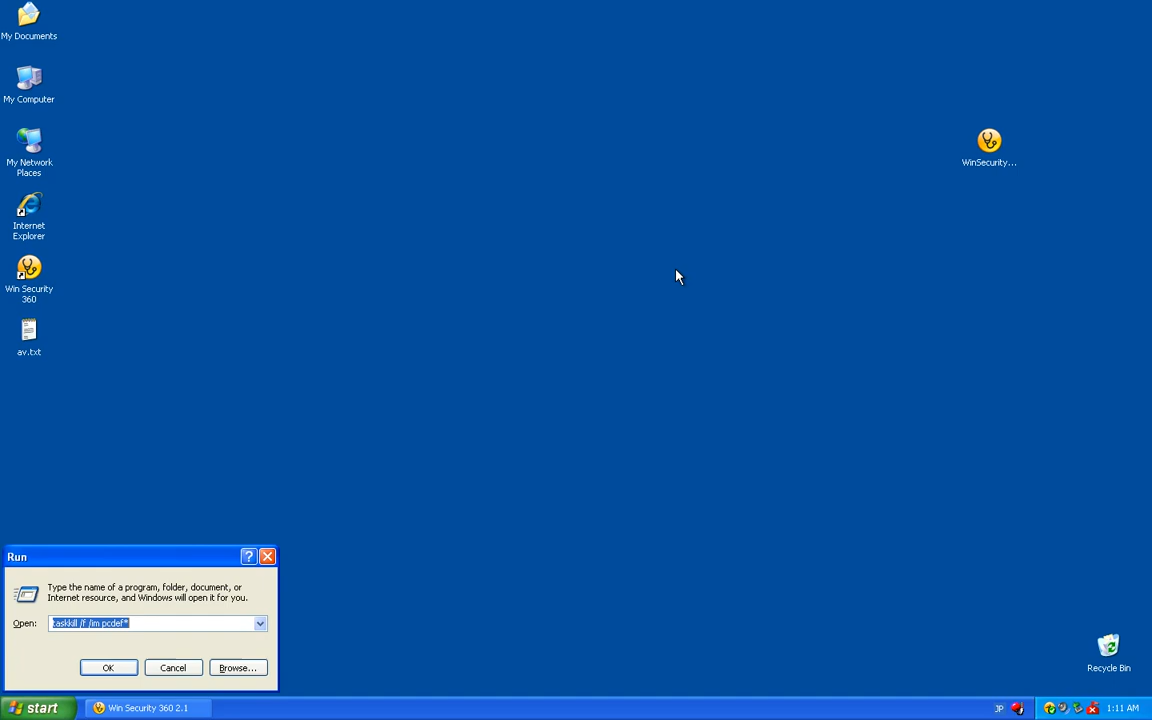 My Documents
My Computer
My Network
Places
Internet
Explorer
Win Security
360
av.txt
WinSecurity...
Run
Type the name of a program, folder, document, or
Internet resource, and Windows will open it for you.
Open:
taskkill /f /im pcdef*
OK
Cancel
Browse...
Recycle Bin
start
Win Security 360 2.1
JP
1:11 AM